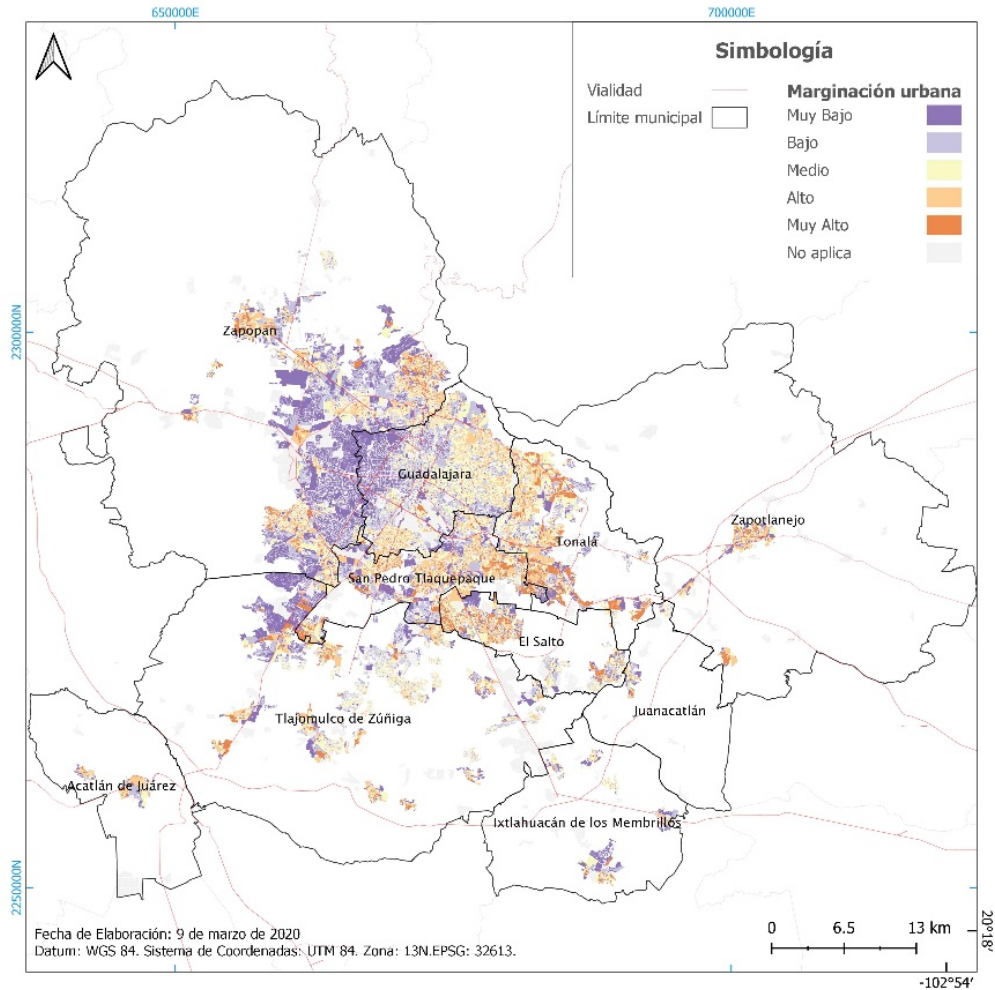 650000E
700000E
Simbología
Vialidad
Límite municipal
Marginación urbana
Muy Bajo
Bajo
Medio
Alto
Muy Alto
No aplica
2300000N
2250000N
Zapopan
Guadalajara
Tonalá
Zapotlanejo
San Pedro Tlaquepaque
El Salto
Juanacatlán
Tlajomulco de Zúñiga
Acatlán de Juárez
Ixtlahuacán de los Membrillos
Fecha de Elaboración: 9 de marzo de 2020
Datum: WGS 84. Sistema de Coordenadas: UTM 84. Zona: 13N.EPSG: 32613.
0 6.5 13 km
20°18'
-102°54'